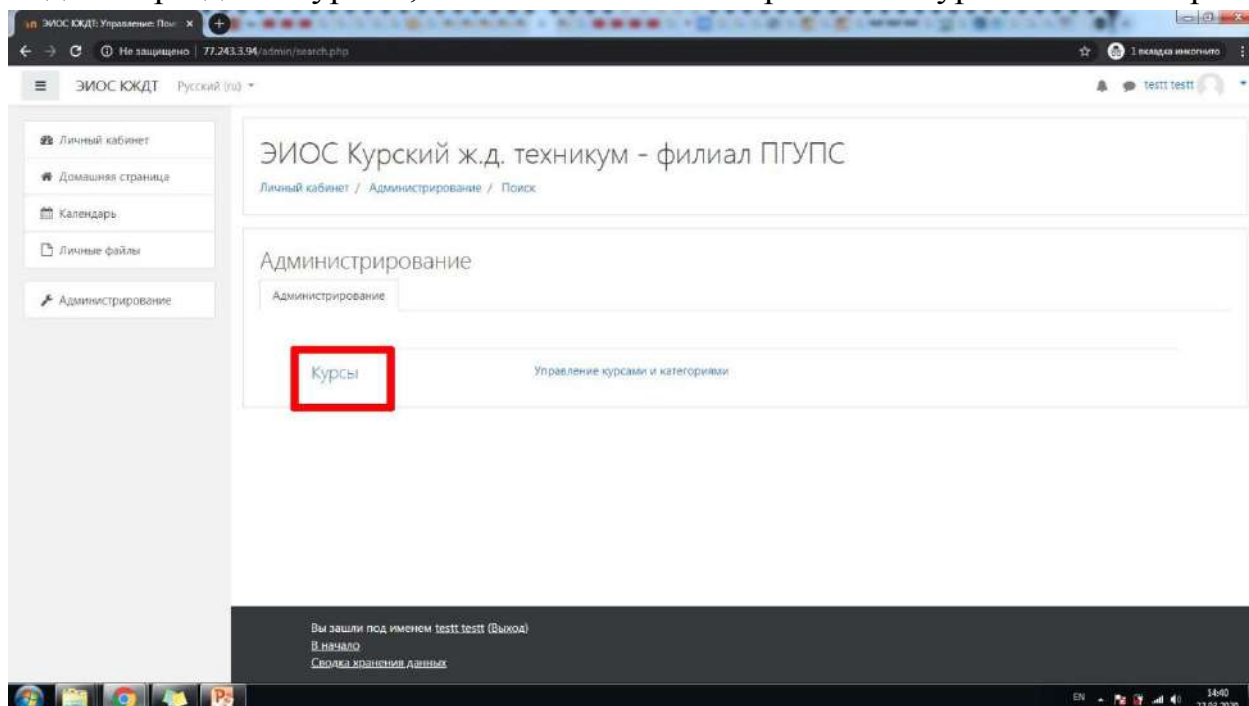 ЭИОС КЖДТ: Управление: Пои
Не защищено 77.243.3.94/admin/search.php
1 вкладка инкогнито
ЭИОС КЖДТ Русский (ru)
testt testt
Личный кабинет
Домашняя страница
Календарь
Личные файлы
Администрирование
ЭИОС Курский ж.д. техникум - филиал ПГУПС
Личный кабинет / Администрирование / Поиск
Администрирование
Администрирование
Курсы
Управление курсами и категориями
Вы зашли под именем testt testt (Выход)
В начало
Сводка хранения данных
EN
14:40